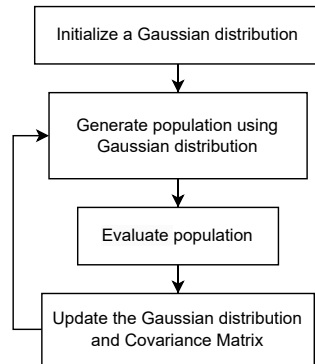 Initialize a Gaussian distribution
Generate population using
Gaussian distribution
Evaluate population
Update the Gaussian distribution
and Covariance Matrix